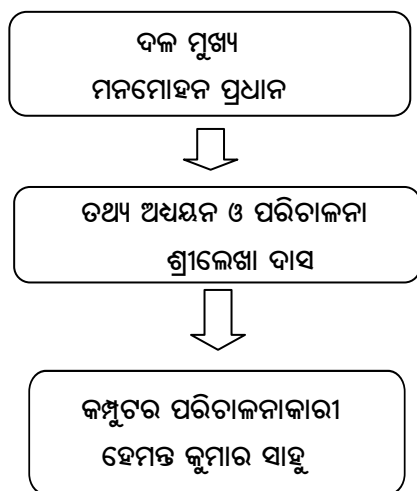 ଦଳ ମୁଖ୍ୟ
ମନମୋହନ ପ୍ରଧାନ
ତଥ୍ୟ ଅଧ୍ୟୟନ ଓ ପରିଚାଳନା
ଶ୍ରୀଲେଖା ଦାସ
କମ୍ପୁଟର ପରିଚାଳନାକାରୀ
ହେମନ୍ତ କୁମାର ସାହୁ